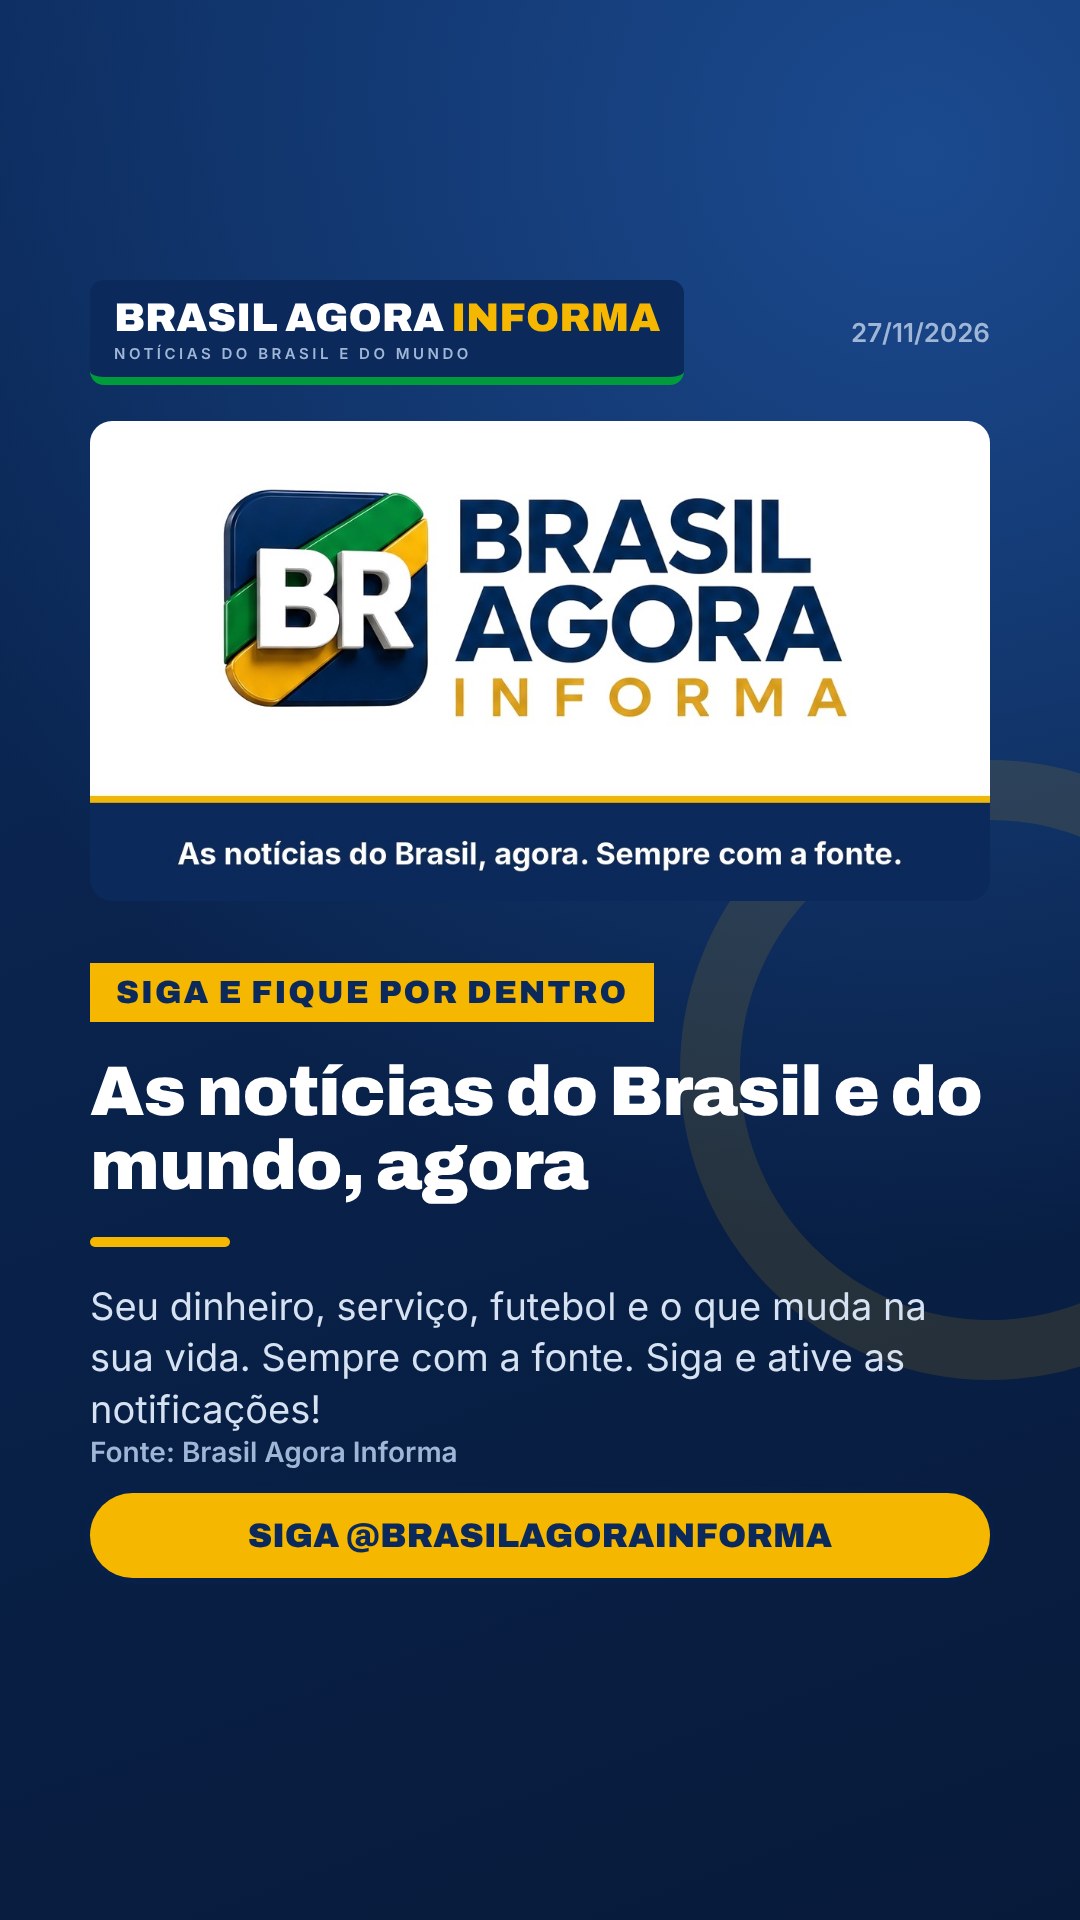 BRASIL AGORA INFORMA
NOTÍCIAS DO BRASIL E DO MUNDO
27/11/2026
BR
BRASIL
AGORA
INFORMA
As notícias do Brasil, agora. Sempre com a fonte.
SIGA E FIQUE POR DENTRO
As notícias do Brasil e do
mundo, agora
Seu dinheiro, serviço, futebol e o que muda na
sua vida. Sempre com a fonte. Siga e ative as
notificações!
Fonte: Brasil Agora Informa
SIGA @BRASILAGORAINFORMA